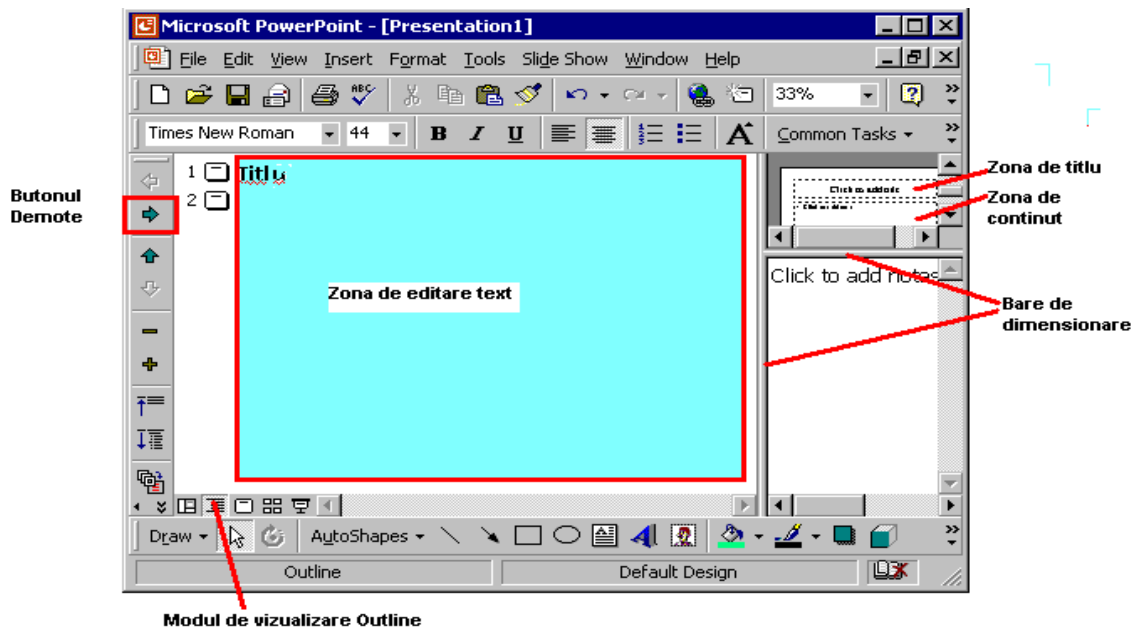 Microsoft PowerPoint - [Presentation1]
File Edit View Insert Format Tools Slide Show Window Help
ABC
33%
Times New Roman 44 B I U A Common Tasks
1 Titlu
2
Butonul
Demote
Zona de titlu
Zona de
continut
Click to add notes
Zona de editare text
Bare de
dimensionare
Draw AutoShapes
Outline Default Design
Modul de vizualizare Outline